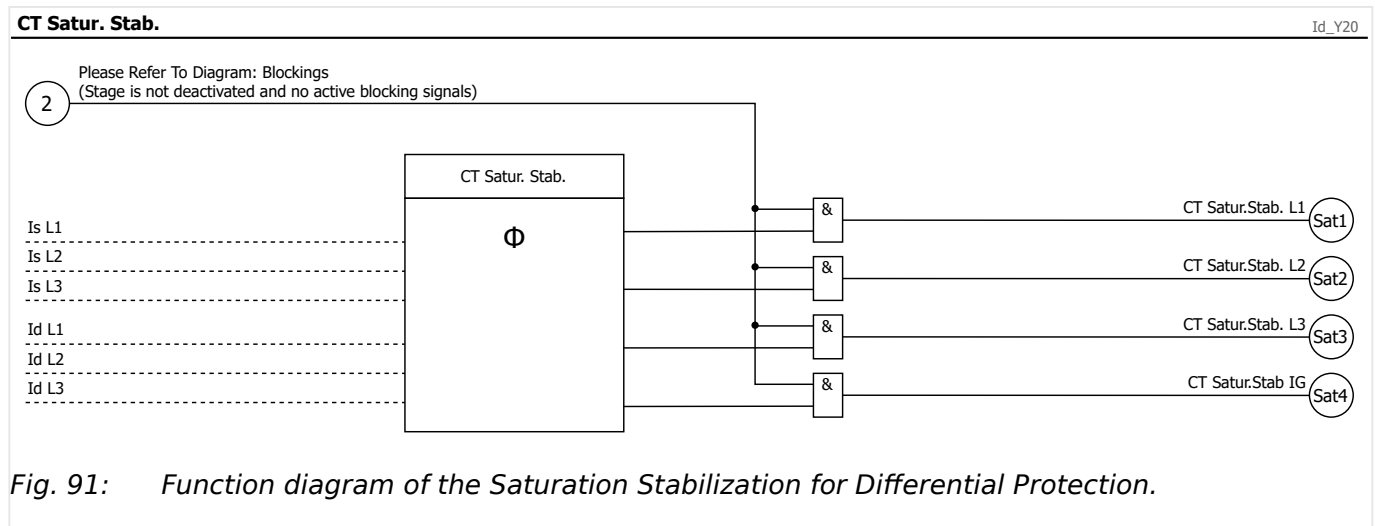 CT Satur. Stab.
Id_Y20
Please Refer To Diagram: Blockings
2
(Stage is not deactivated and no active blocking signals)
CT Satur. Stab.
Φ
Is L1
Is L2
Is L3
Id L1
Id L2
Id L3
&
CT Satur.Stab. L1
Sat1
&
CT Satur.Stab. L2
Sat2
&
CT Satur.Stab. L3
Sat3
&
CT Satur.Stab IG
Sat4
Fig. 91: Function diagram of the Saturation Stabilization for Differential Protection.